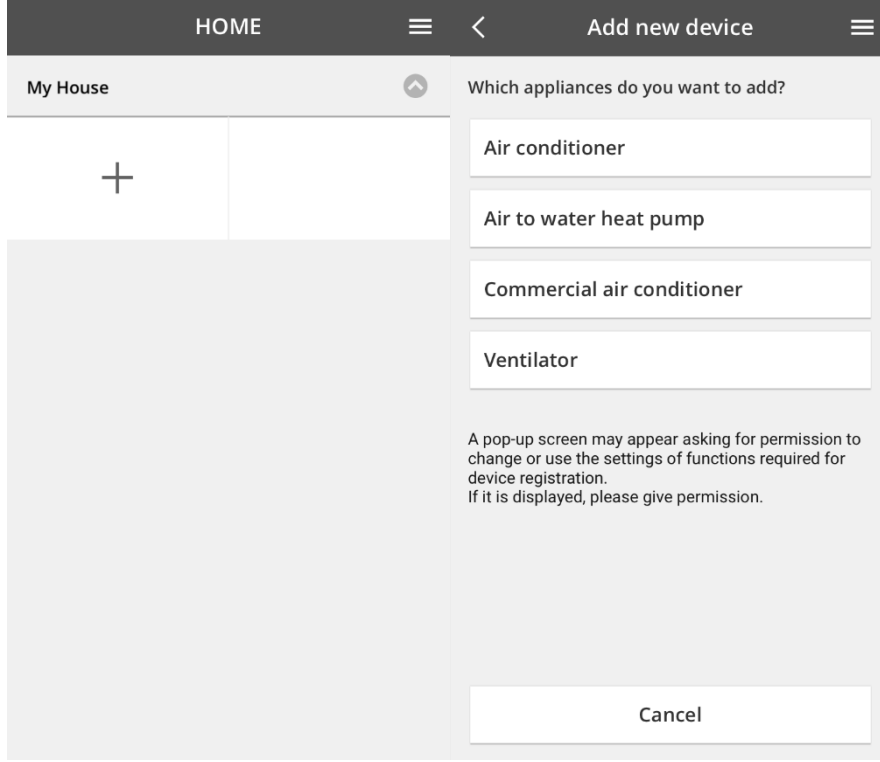 HOME
My House
Add new device
Which appliances do you want to add?
Air conditioner
Air to water heat pump
Commercial air conditioner
Ventilator
A pop-up screen may appear asking for permission to
change or use the settings of functions required for
device registration.
If it is displayed, please give permission.
Cancel